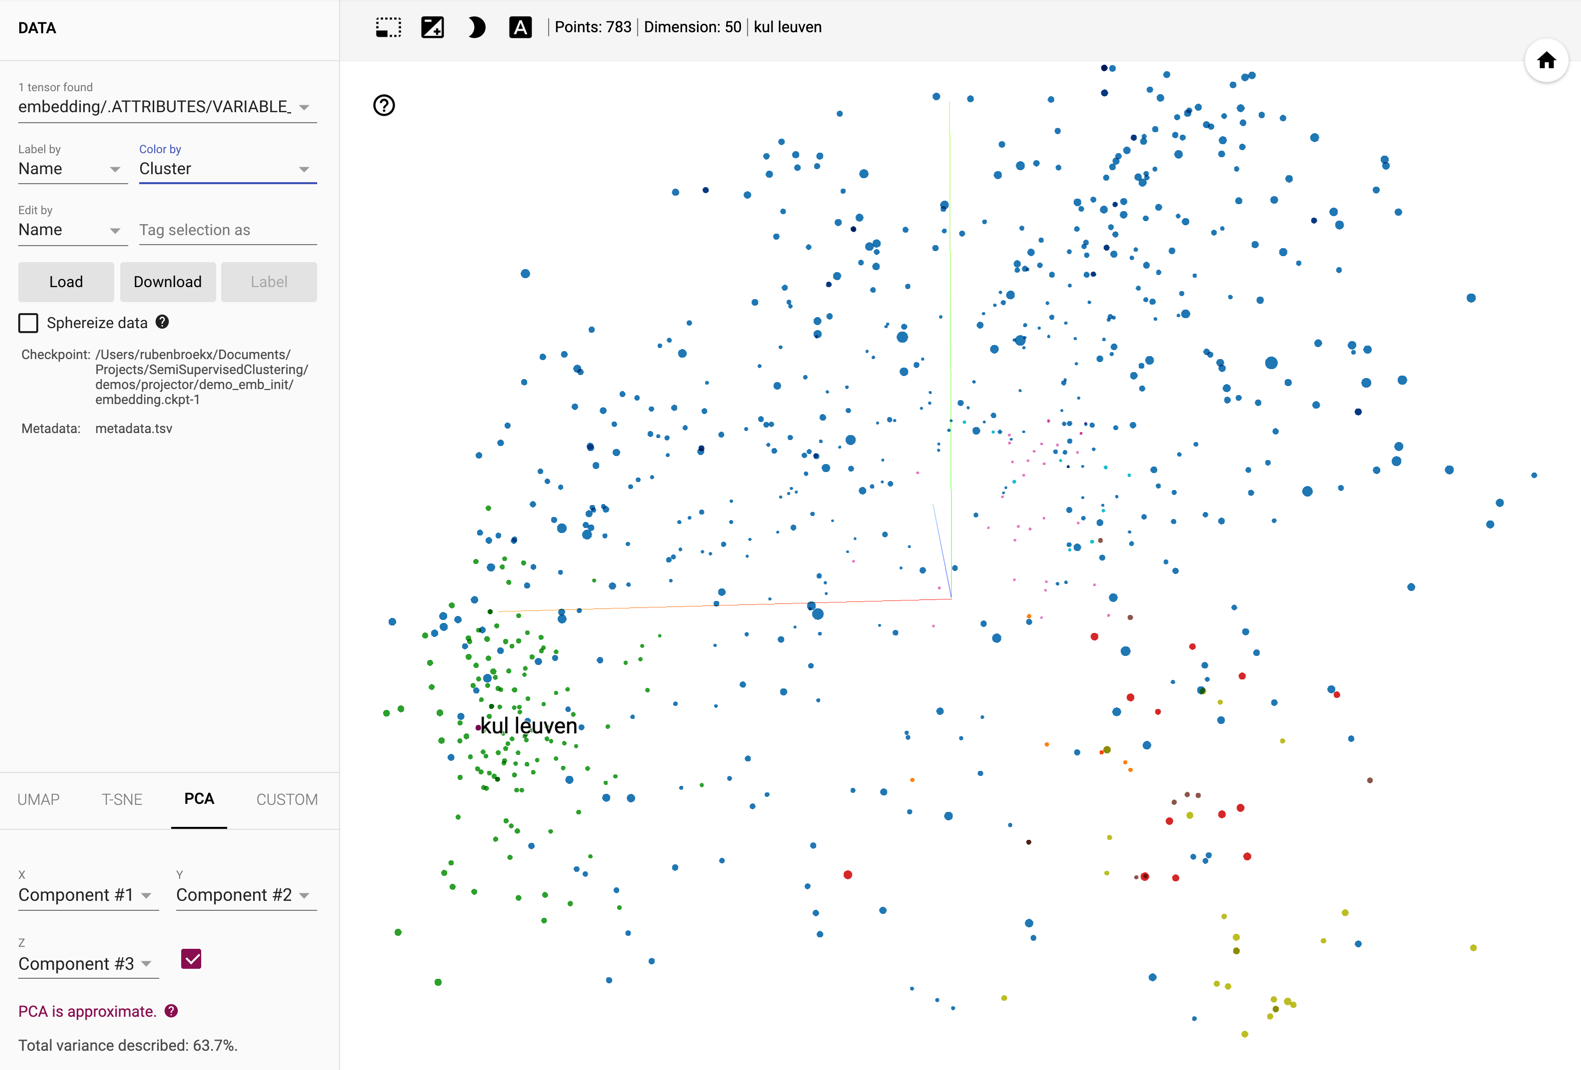 DATA
A
Points: 783
Dimension: 50
kul leuven
1 tensor found
embedding/.ATTRIBUTES/VARIABLE_
Label by
Name
Color by
Cluster
Edit by
Name
Tag selection as
Load
Download
Label
Sphereize data
Checkpoint: /Users/rubenbroekx/Documents/
Projects/SemiSupervisedClustering/
demos/projector/demo_emb_init/
embedding.ckpt-1
Metadata: metadata.tsv
kul leuven
UMAP
T-SNE
PCA
CUSTOM
X
Component #1
Y
Component #2
Z
Component #3
PCA is approximate.
Total variance described: 63.7%.